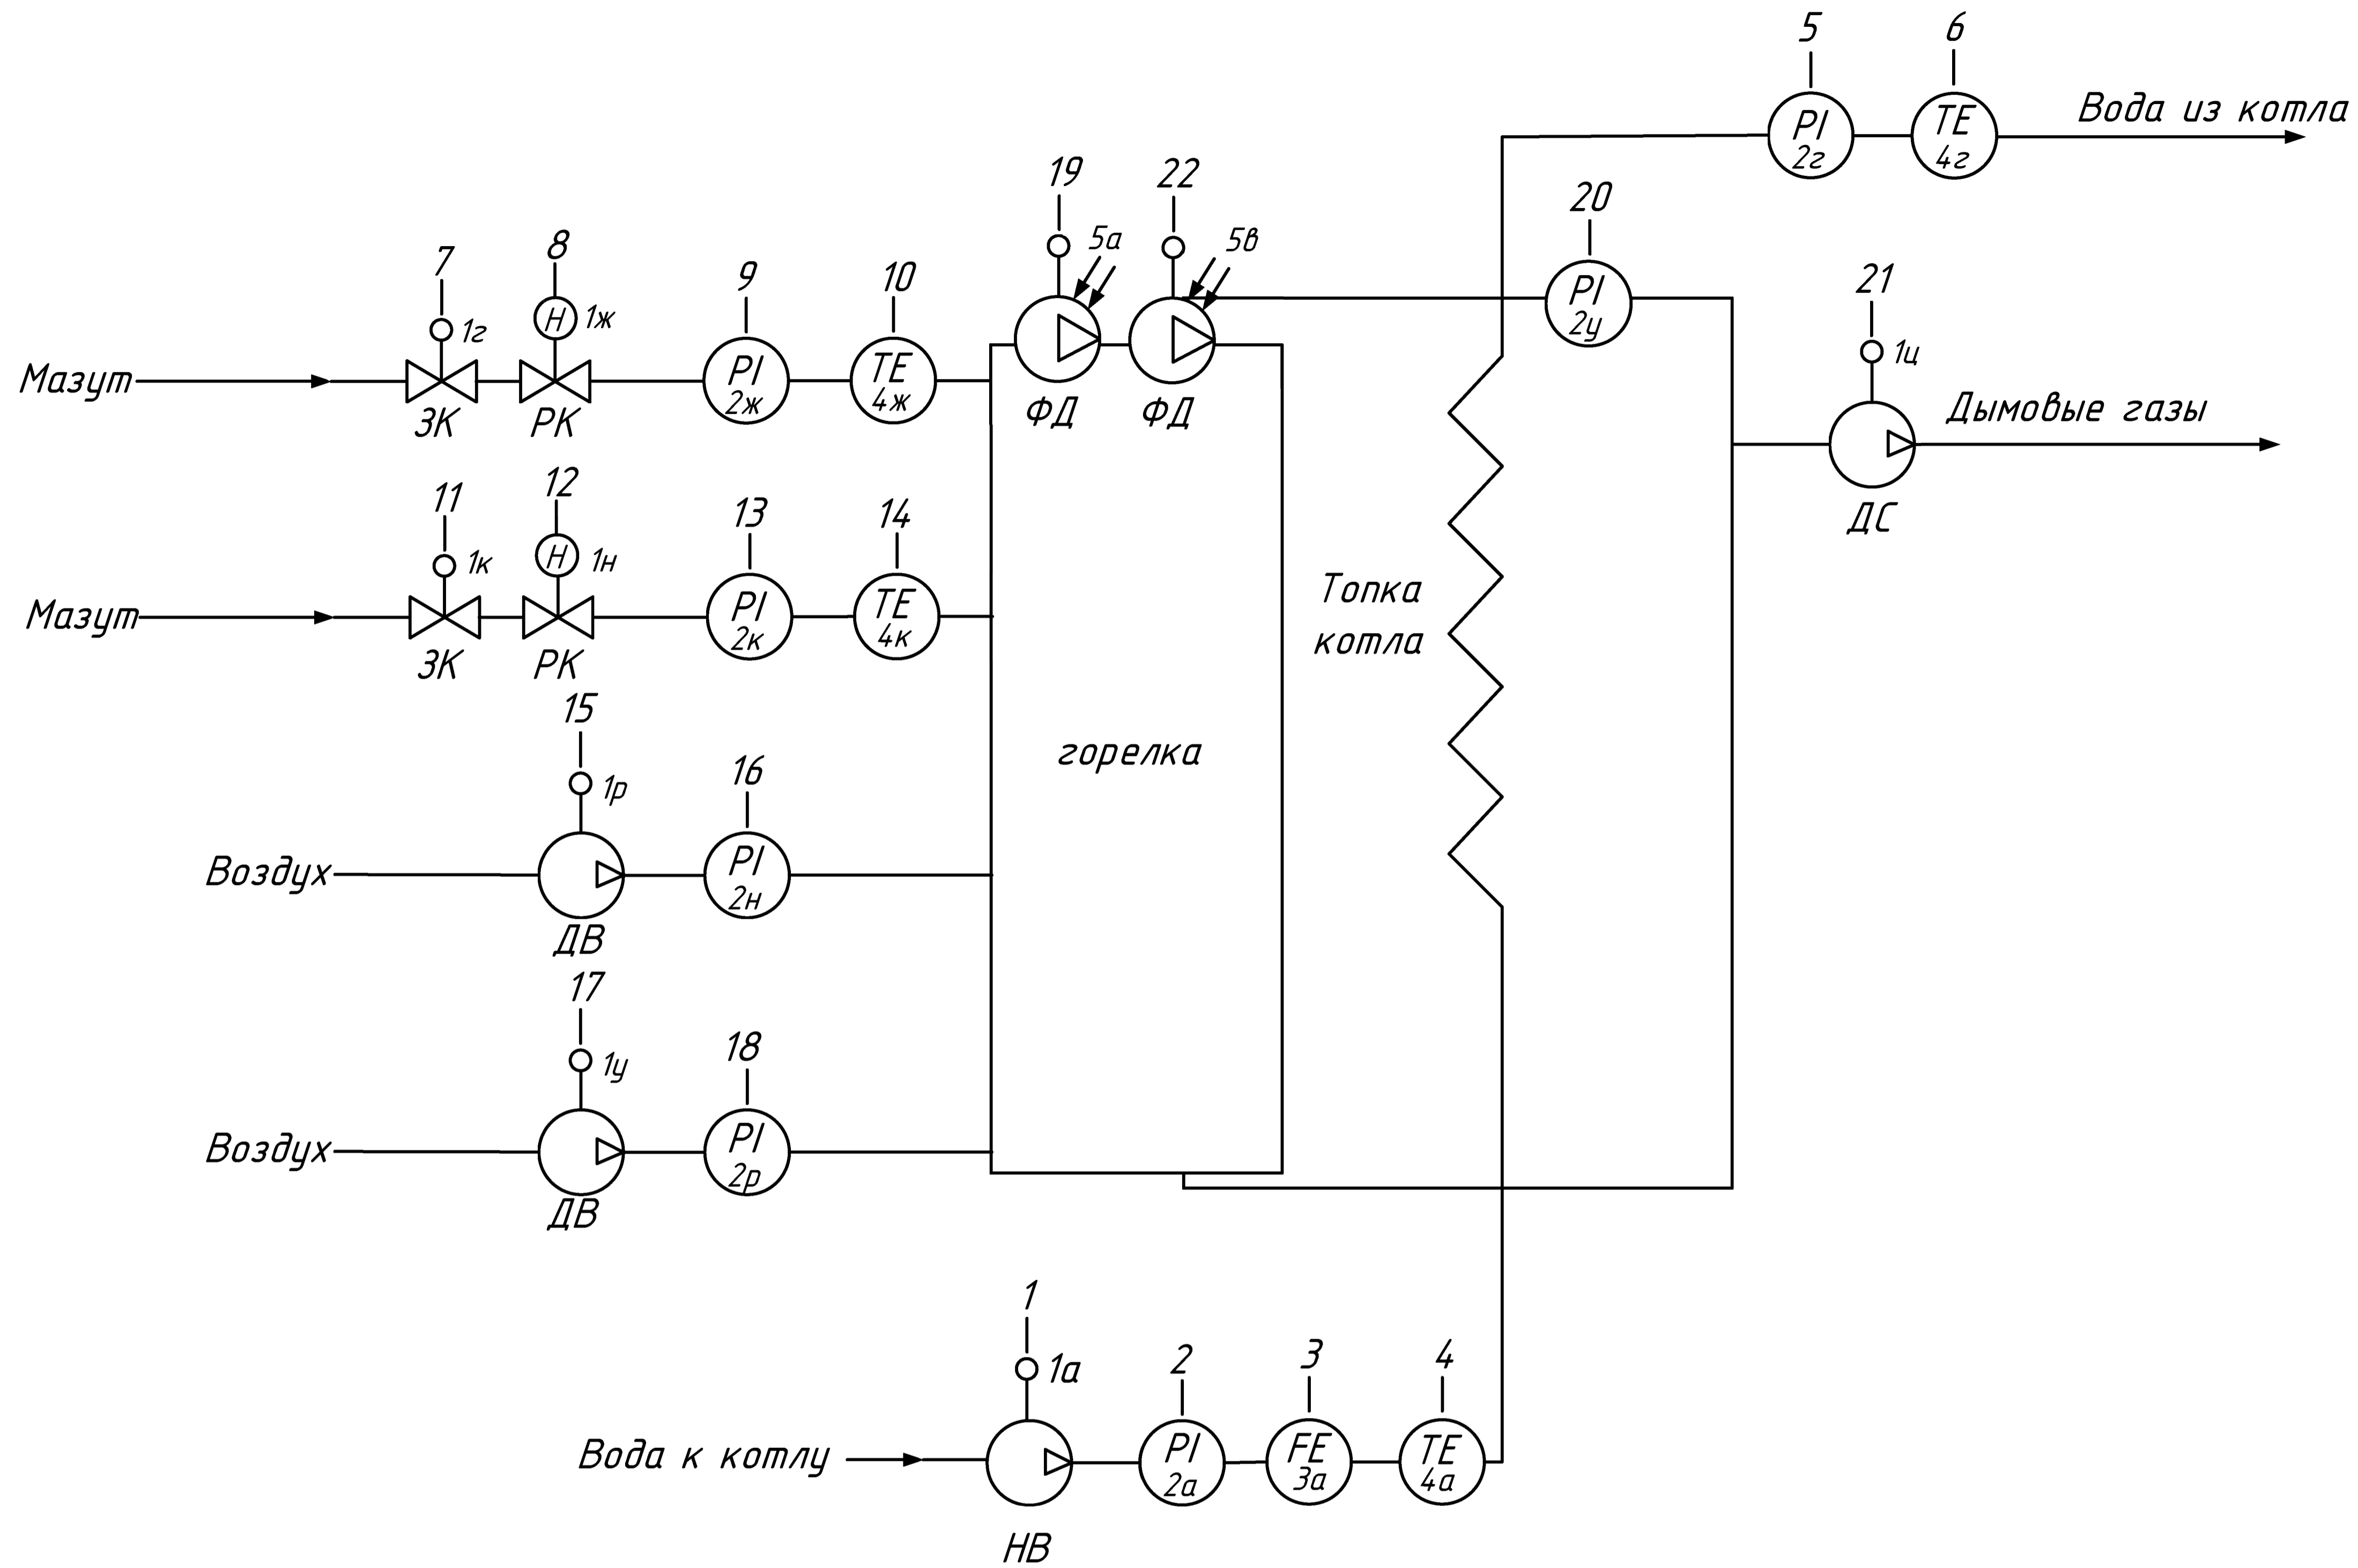 5
6
PI
2г
TE
4г
Вода из котла
19
22
5а
5в
ФД
ФД
20
PI
2у
21
1ц
Дымовые газы
ДС
Мазут
7
1г
ЗК
8
Н
1ж
РК
9
PI
2ж
10
TE
4ж
Мазут
11
1к
ЗК
12
Н
1н
РК
13
PI
2к
14
TE
4к
Топка
котла
горелка
Воздух
15
1р
ДВ
16
PI
2н
Воздух
17
1у
ДВ
18
PI
2р
Вода к котлу
1
1а
НВ
2
PI
2а
3
FE
3а
4
TE
4а